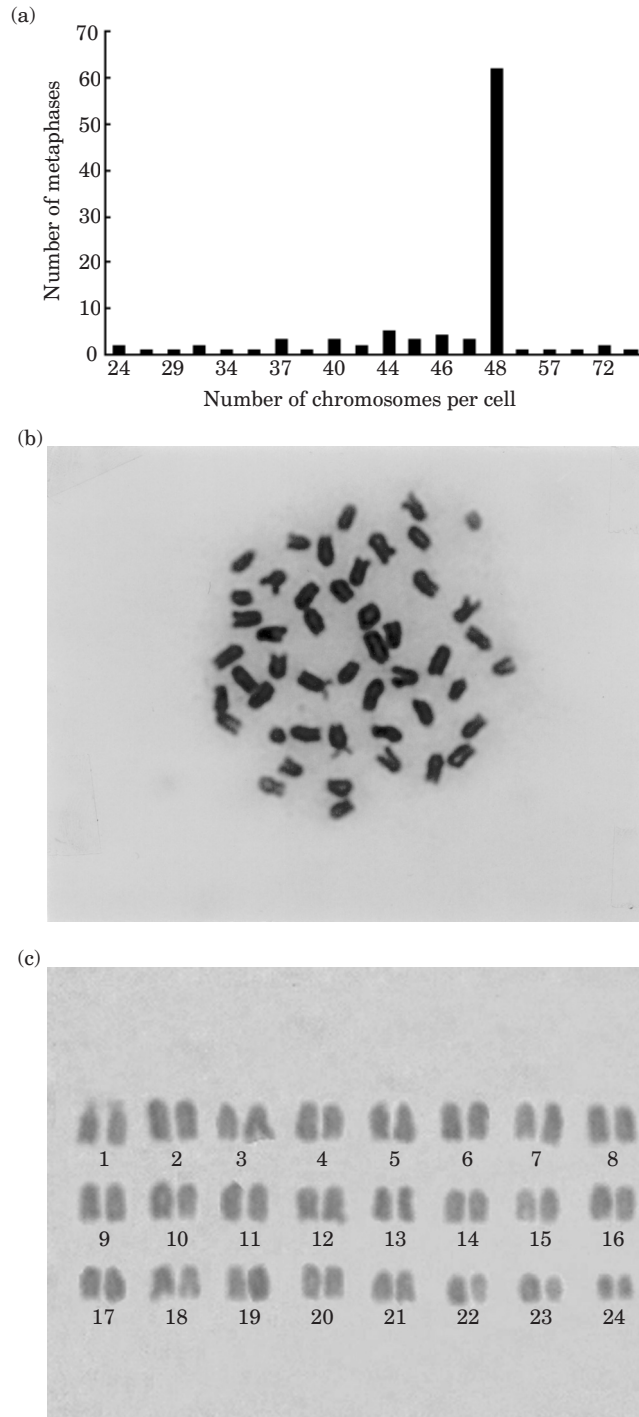 (a)
70
60
50
40
30
20
10
0
Number of metaphases
24 29 34 37 40 44 46 48 57 72
Number of chromosomes per cell
(b)
(c)
1 2 3 4 5 6 7 8
9 10 11 12 13 14 15 16
17 18 19 20 21 22 23 24